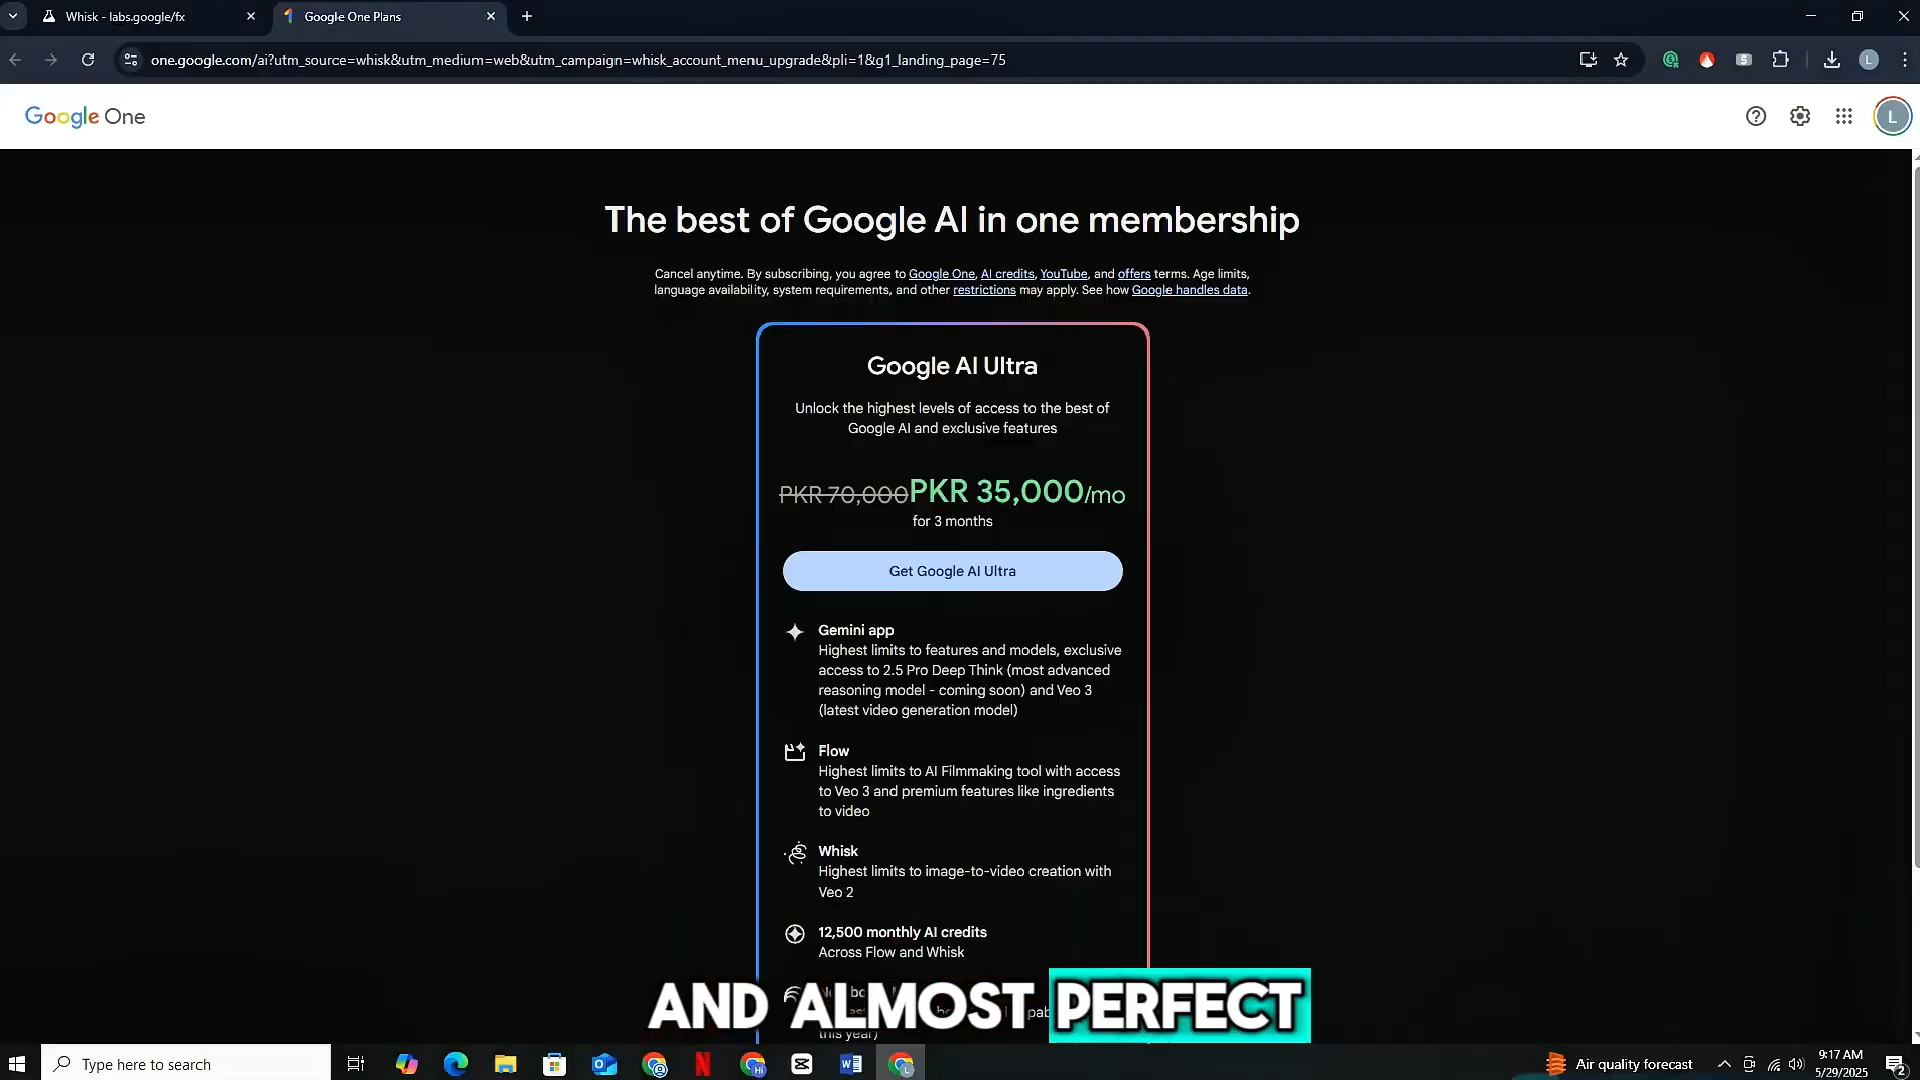 Whisk - labs.google/fx
Google One Plans
one.google.com/ai?utm_source=whisk&utm_medium=web&utm_campaign=whisk_account_menu_upgrade&pli=1&g1_landing_page=75
L
Google One
L
The best of Google AI in one membership
Cancel anytime. By subscribing, you agree to Google One, AI credits, YouTube, and offers terms. Age limits,
language availability, system requirements, and other restrictions may apply. See how Google handles data.
Google AI Ultra
Unlock the highest levels of access to the best of
Google AI and exclusive features
PKR 70,000 PKR 35,000/mo
for 3 months
Get Google AI Ultra
Gemini app
Highest limits to features and models, exclusive
access to 2.5 Pro Deep Think (most advanced
reasoning model - coming soon) and Veo 3
(latest video generation model)
Flow
Highest limits to AI Filmmaking tool with access
to Veo 3 and premium features like ingredients
to video
Whisk
Highest limits to image-to-video creation with
Veo 2
12,500 monthly AI credits
Across Flow and Whisk
AND ALMOST PERFECT
this year)
Type here to search
Air quality forecast
9:17 AM
5/29/2025
2